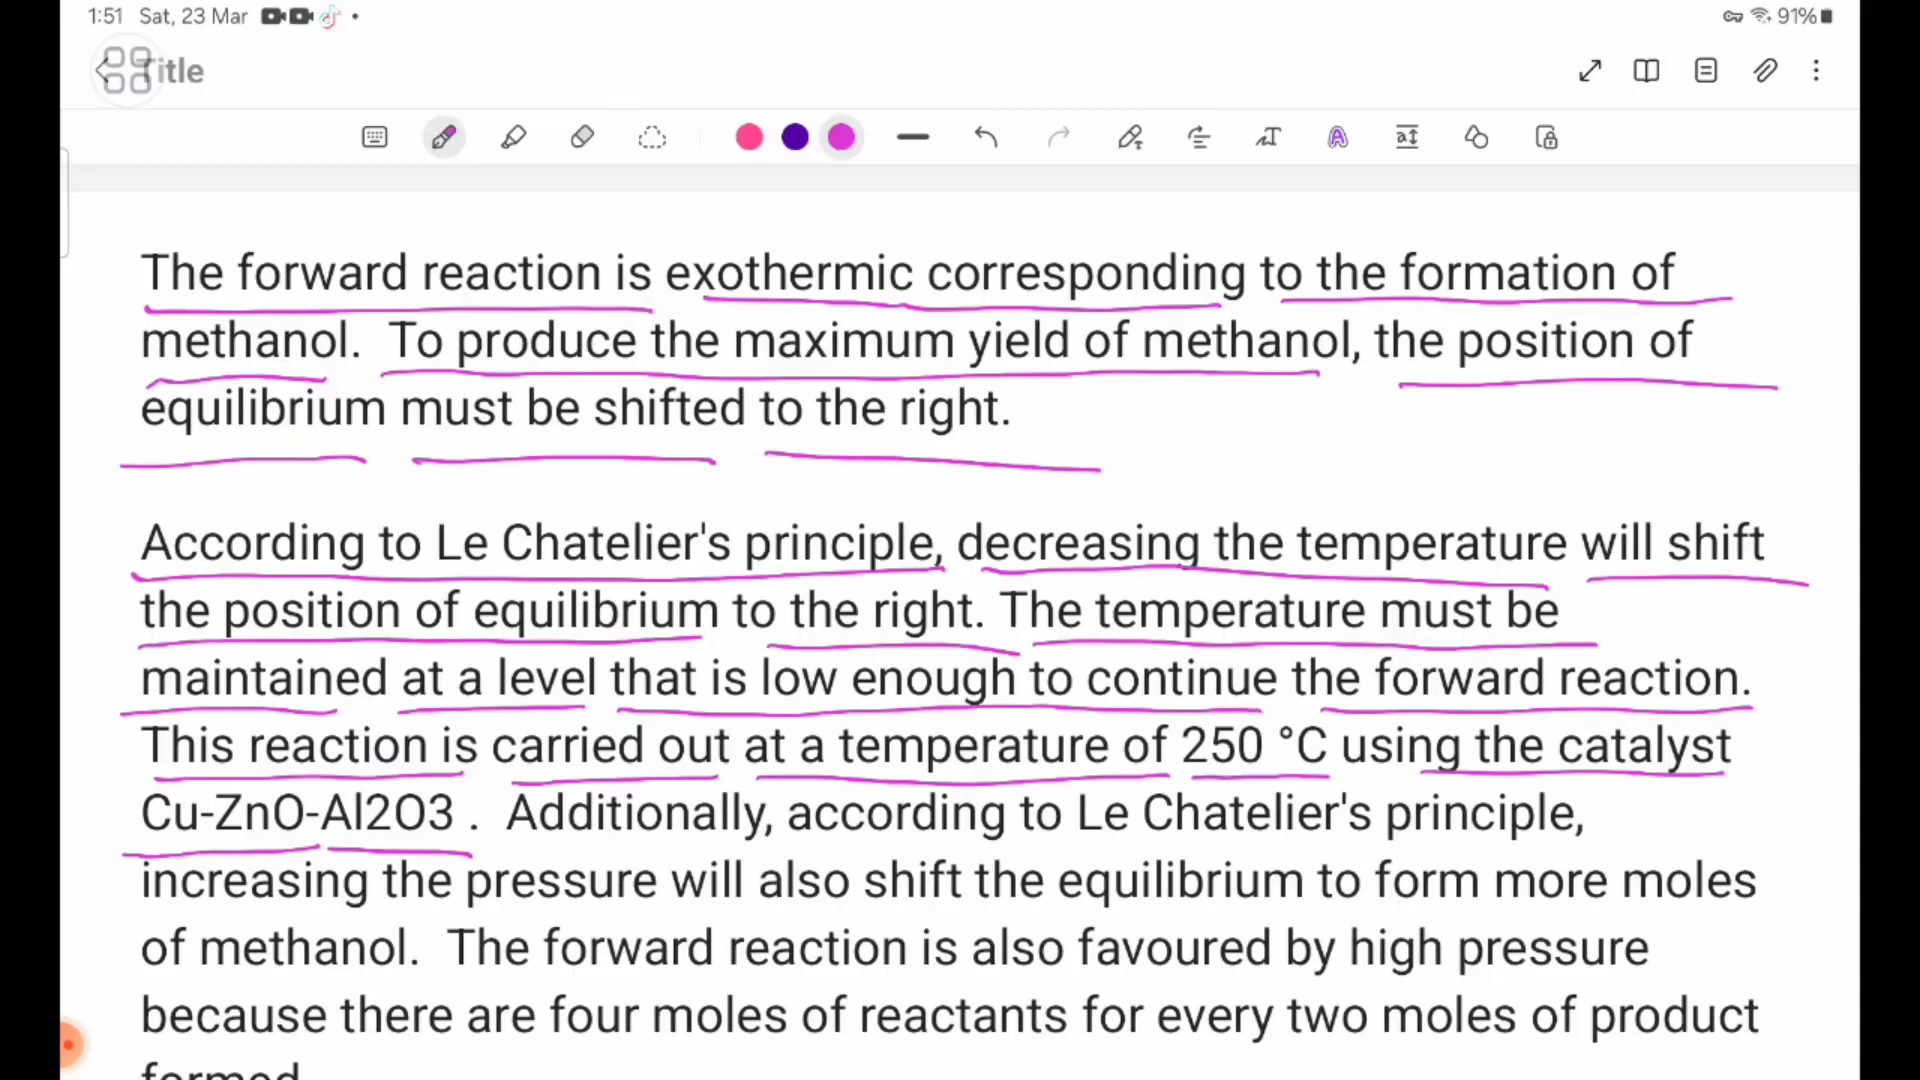 1:51 Sat, 23 Mar 91%
Title
The forward reaction is exothermic corresponding to the formation of
methanol. To produce the maximum yield of methanol, the position of
equilibrium must be shifted to the right.
According to Le Chatelier's principle, decreasing the temperature will shift
the position of equilibrium to the right. The temperature must be
maintained at a level that is low enough to continue the forward reaction.
This reaction is carried out at a temperature of 250 °C using the catalyst
Cu-ZnO-Al2O3 . Additionally, according to Le Chatelier's principle,
increasing the pressure will also shift the equilibrium to form more moles
of methanol. The forward reaction is also favoured by high pressure
because there are four moles of reactants for every two moles of product
formed